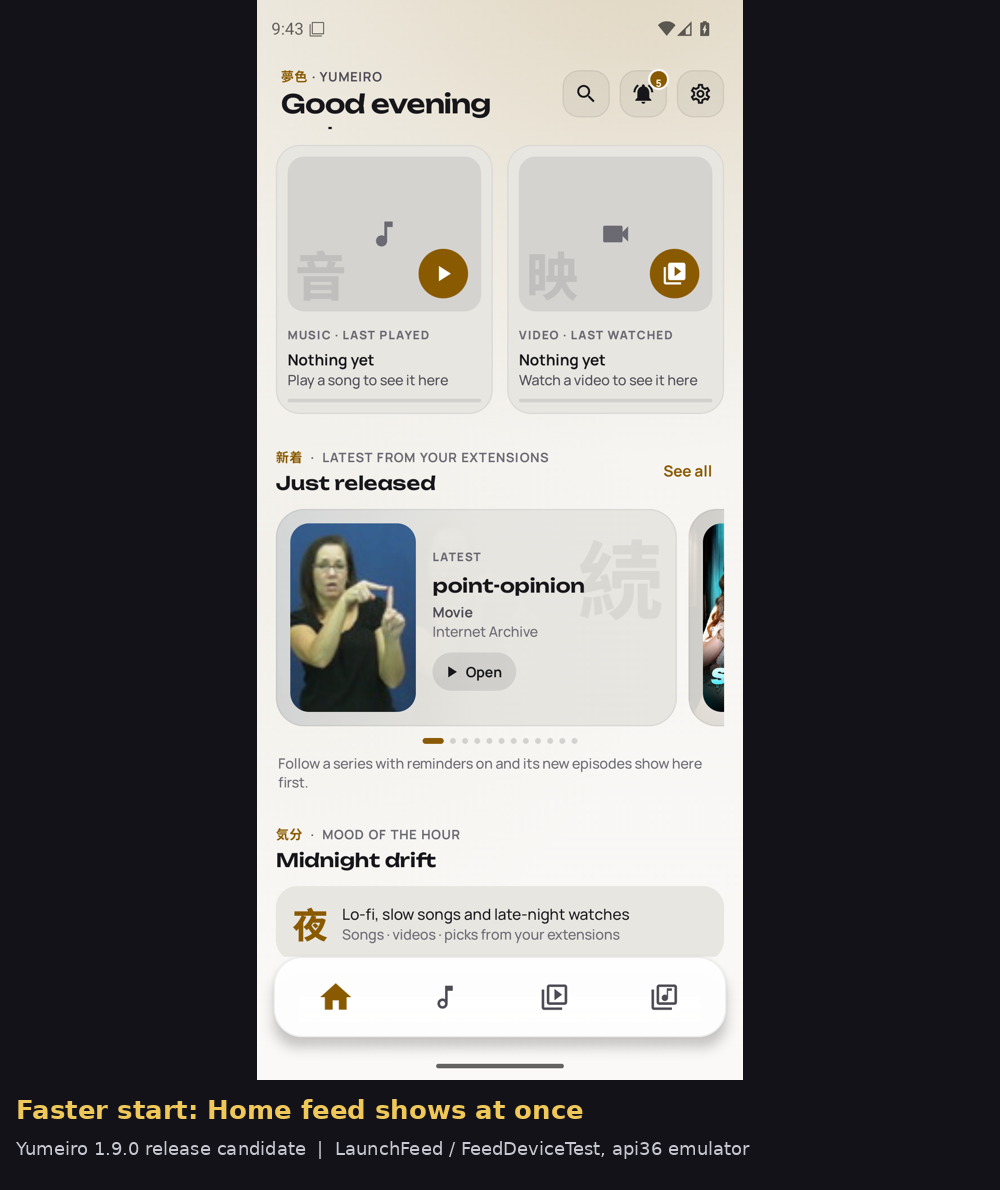 9:43
夢色 · YUMEIRO
Good evening
5
音
映
MUSIC · LAST PLAYED
Nothing yet
Play a song to see it here
VIDEO · LAST WATCHED
Nothing yet
Watch a video to see it here
新着 · LATEST FROM YOUR EXTENSIONS
Just released
See all
LATEST
point-opinion
続
Movie
Internet Archive
Open
Follow a series with reminders on and its new episodes show here
first.
気分 · MOOD OF THE HOUR
Midnight drift
夜
Lo-fi, slow songs and late-night watches
Songs · videos · picks from your extensions
Faster start: Home feed shows at once
Yumeiro 1.9.0 release candidate | LaunchFeed / FeedDeviceTest, api36 emulator